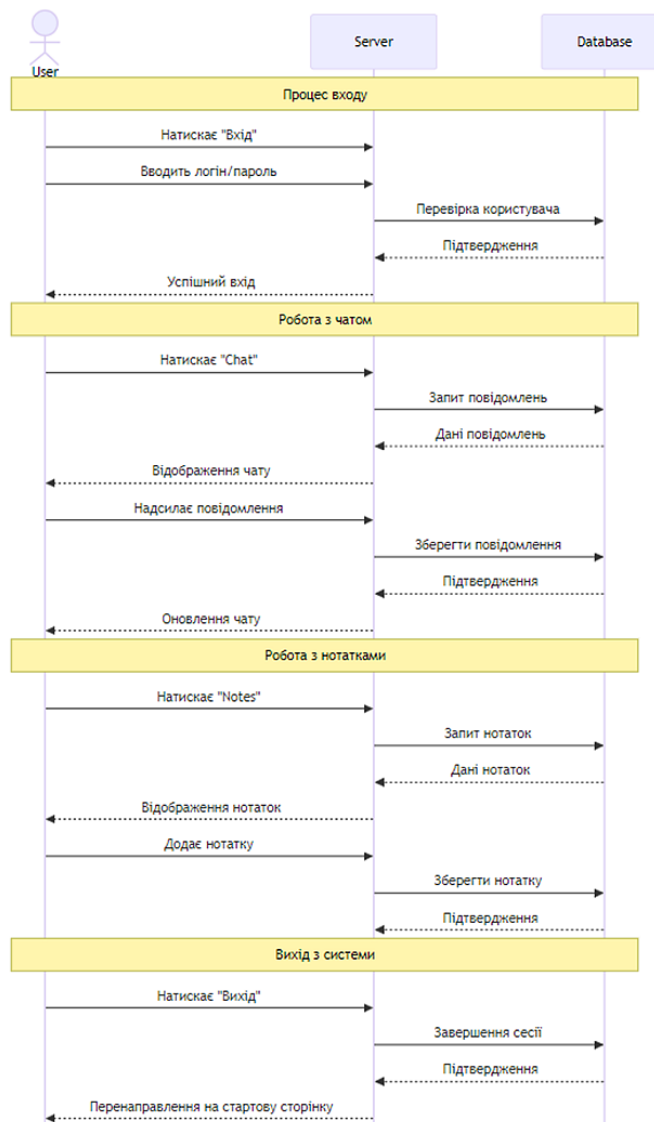 User
Server
Database
Процес входу
Натискає "Вхід"
Вводить логін/пароль
Перевірка користувача
Підтвердження
Успішний вхід
Робота з чатом
Натискає "Chat"
Запит повідомлень
Дані повідомлень
Відображення чату
Надсилає повідомлення
Зберегти повідомлення
Підтвердження
Оновлення чату
Робота з нотатками
Натискає "Notes"
Запит нотаток
Дані нотаток
Відображення нотаток
Додає нотатку
Зберегти нотатку
Підтвердження
Вихід з системи
Натискає "Вихід"
Завершення сесії
Підтвердження
Перенаправлення на стартову сторінку